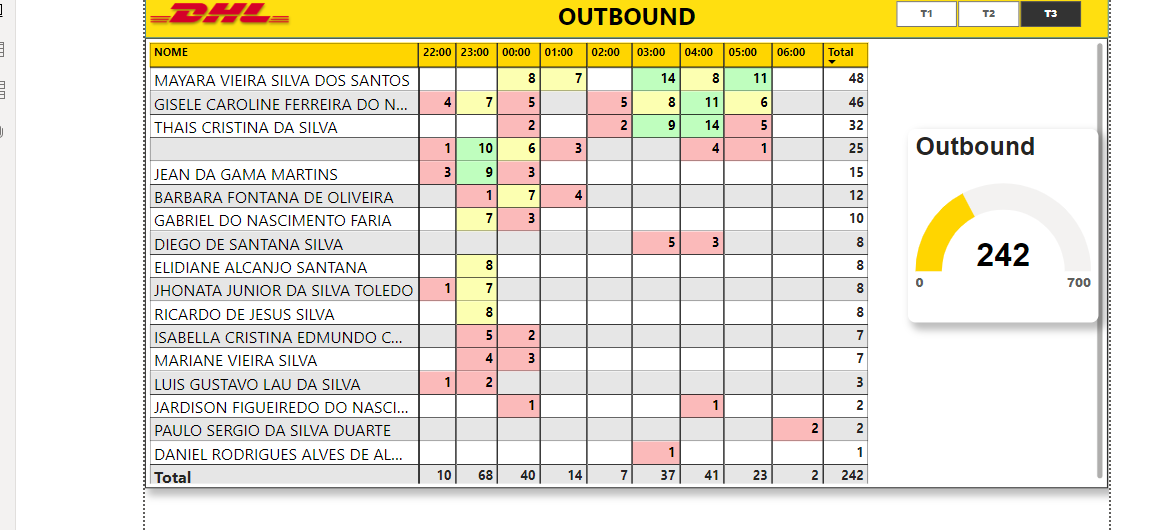 DHL
OUTBOUND
T1 T2 T3
NOME 22:00 23:00 00:00 01:00 02:00 03:00 04:00 05:00 06:00 Total
MAYARA VIEIRA SILVA DOS SANTOS 8 7 14 8 11 48
GISELE CAROLINE FERREIRA DO N... 4 7 5 5 8 11 6 46
THAIS CRISTINA DA SILVA 2 2 9 14 5 32
1 10 6 3 4 1 25
JEAN DA GAMA MARTINS 3 9 3 15
BARBARA FONTANA DE OLIVEIRA 1 7 4 12
GABRIEL DO NASCIMENTO FARIA 7 3 10
DIEGO DE SANTANA SILVA 5 3 8
ELIDIANE ALCANJO SANTANA 8 8
JHONATA JUNIOR DA SILVA TOLEDO 1 7 8
RICARDO DE JESUS SILVA 8 8
ISABELLA CRISTINA EDMUNDO C... 5 2 7
MARIANE VIEIRA SILVA 4 3 7
LUIS GUSTAVO LAU DA SILVA 1 2 3
JARDISON FIGUEIREDO DO NASCI... 1 1 2
PAULO SERGIO DA SILVA DUARTE 2 2
DANIEL RODRIGUES ALVES DE AL... 1 1
Total 10 68 40 14 7 37 41 23 2 242
Outbound
242
0 700